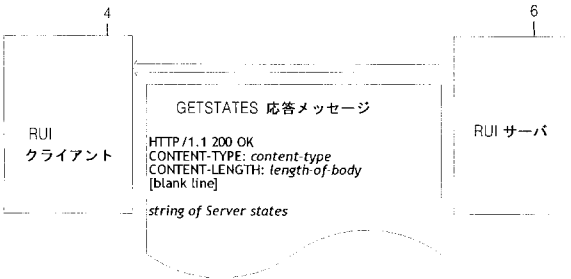 4
6
GETSTATES 応答メッセージ
RUI
クライアント
RUI サーバ
HTTP/1.1 200 OK
CONTENT-TYPE: content-type
CONTENT-LENGTH: length-of-body
[blank line]
string of Server states